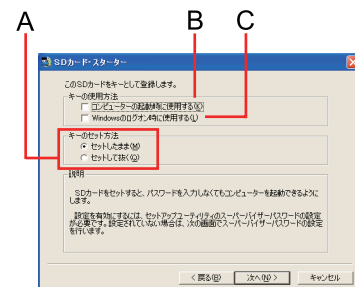 A B C
SDカード・スターター
このSDカードをキーとして登録します。
キーの使用方法
コンピューターの起動時に使用する(K)
Windowsのログオン時に使用する(L)
キーのセット方法
セットしたまま(M)
セットして抜く(O)
説明
SDカードをセットすると、パスワードを入力しなくてもコンピューターを起動できるように
します。
設定を有効にするには、セットアップユーティリティのスーパーバイザーパスワードの設定
が必要です。設定されていない場合は、次の画面でスーパーバイザーパスワードの設定
を行います。
< 戻る(B) 次へ(N) > キャンセル